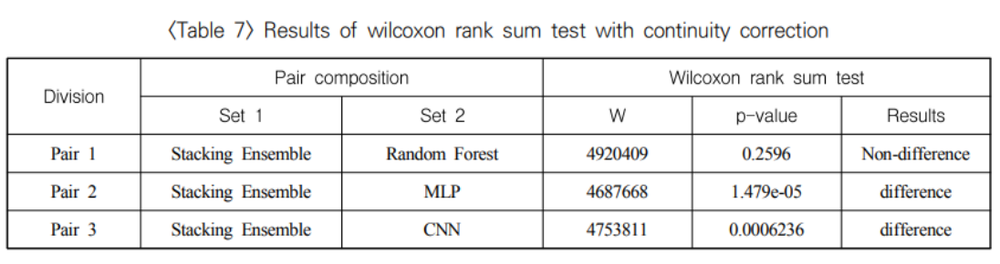 〈Table 7〉 Results of wilcoxon rank sum test with continuity correction
Division Pair composition Wilcoxon rank sum test
Set 1 Set 2 W p-value Results
Pair 1 Stacking Ensemble Random Forest 4920409 0.2596 Non-difference
Pair 2 Stacking Ensemble MLP 4687668 1.479e-05 difference
Pair 3 Stacking Ensemble CNN 4753811 0.0006236 difference